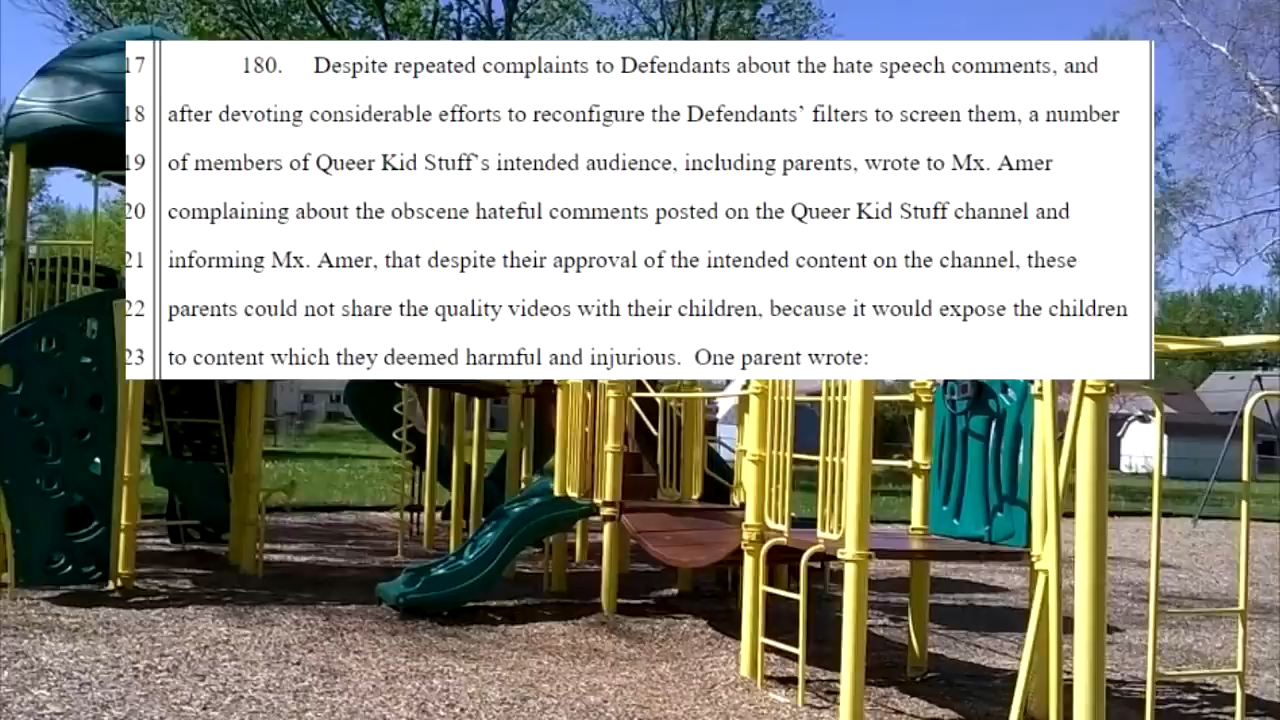 17 180. Despite repeated complaints to Defendants about the hate speech comments, and
18 after devoting considerable efforts to reconfigure the Defendants’ filters to screen them, a number
19 of members of Queer Kid Stuff’s intended audience, including parents, wrote to Mx. Amer
20 complaining about the obscene hateful comments posted on the Queer Kid Stuff channel and
21 informing Mx. Amer, that despite their approval of the intended content on the channel, these
22 parents could not share the quality videos with their children, because it would expose the children
23 to content which they deemed harmful and injurious. One parent wrote: